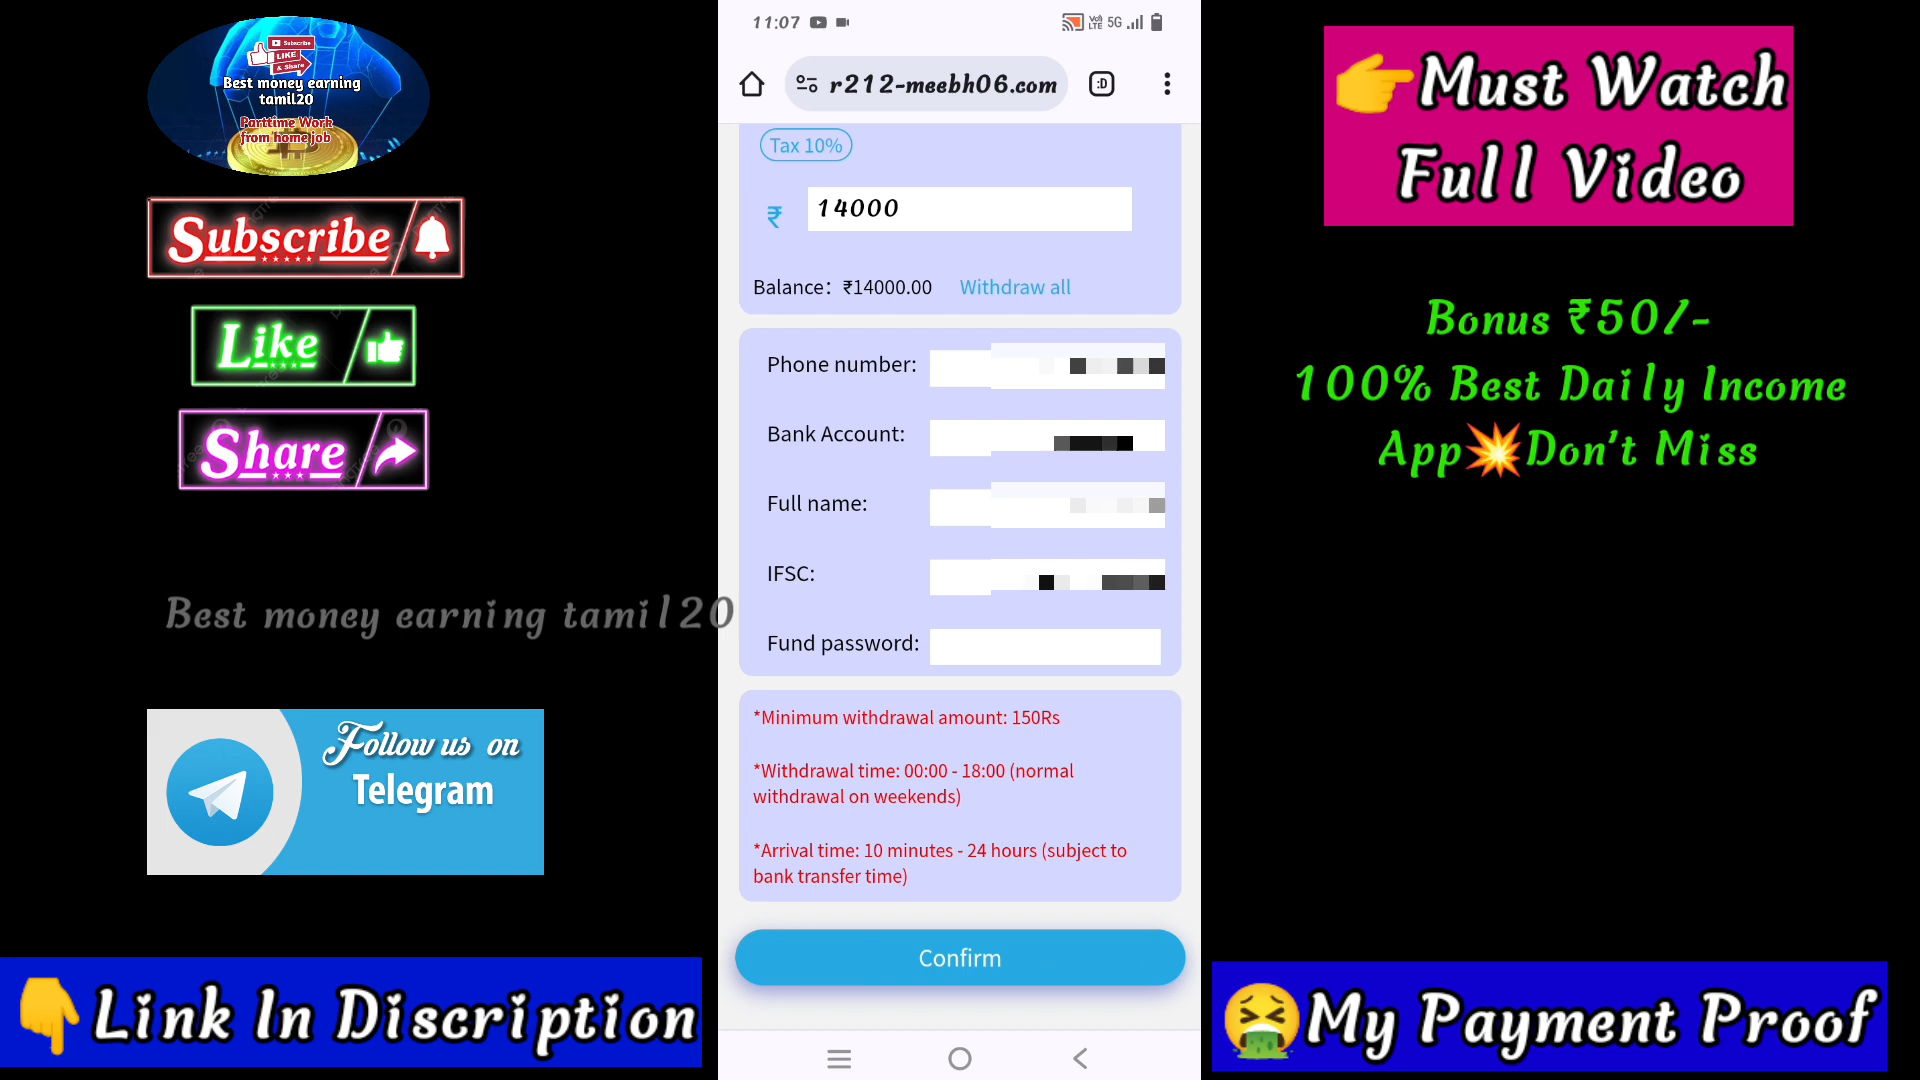 Subscribe
LIKE
& Share
Best money earning
tamil20
Parttime Work
from home job
Subscribe
Like
Share
Best money earning tamil20
Follow us on
Telegram
Link In Discription
11:07
5G
r212-meebh06.com
:D
Tax 10%
₹ 14000
Balance: ₹14000.00 Withdraw all
Phone number:
Bank Account:
Full name:
IFSC:
Fund password:
*Minimum withdrawal amount: 150Rs
*Withdrawal time: 00:00 - 18:00 (normal
withdrawal on weekends)
*Arrival time: 10 minutes - 24 hours (subject to
bank transfer time)
Confirm
Must Watch
Full Video
Bonus ₹50/-
100% Best Daily Income
App💥Don't Miss
My Payment Proof